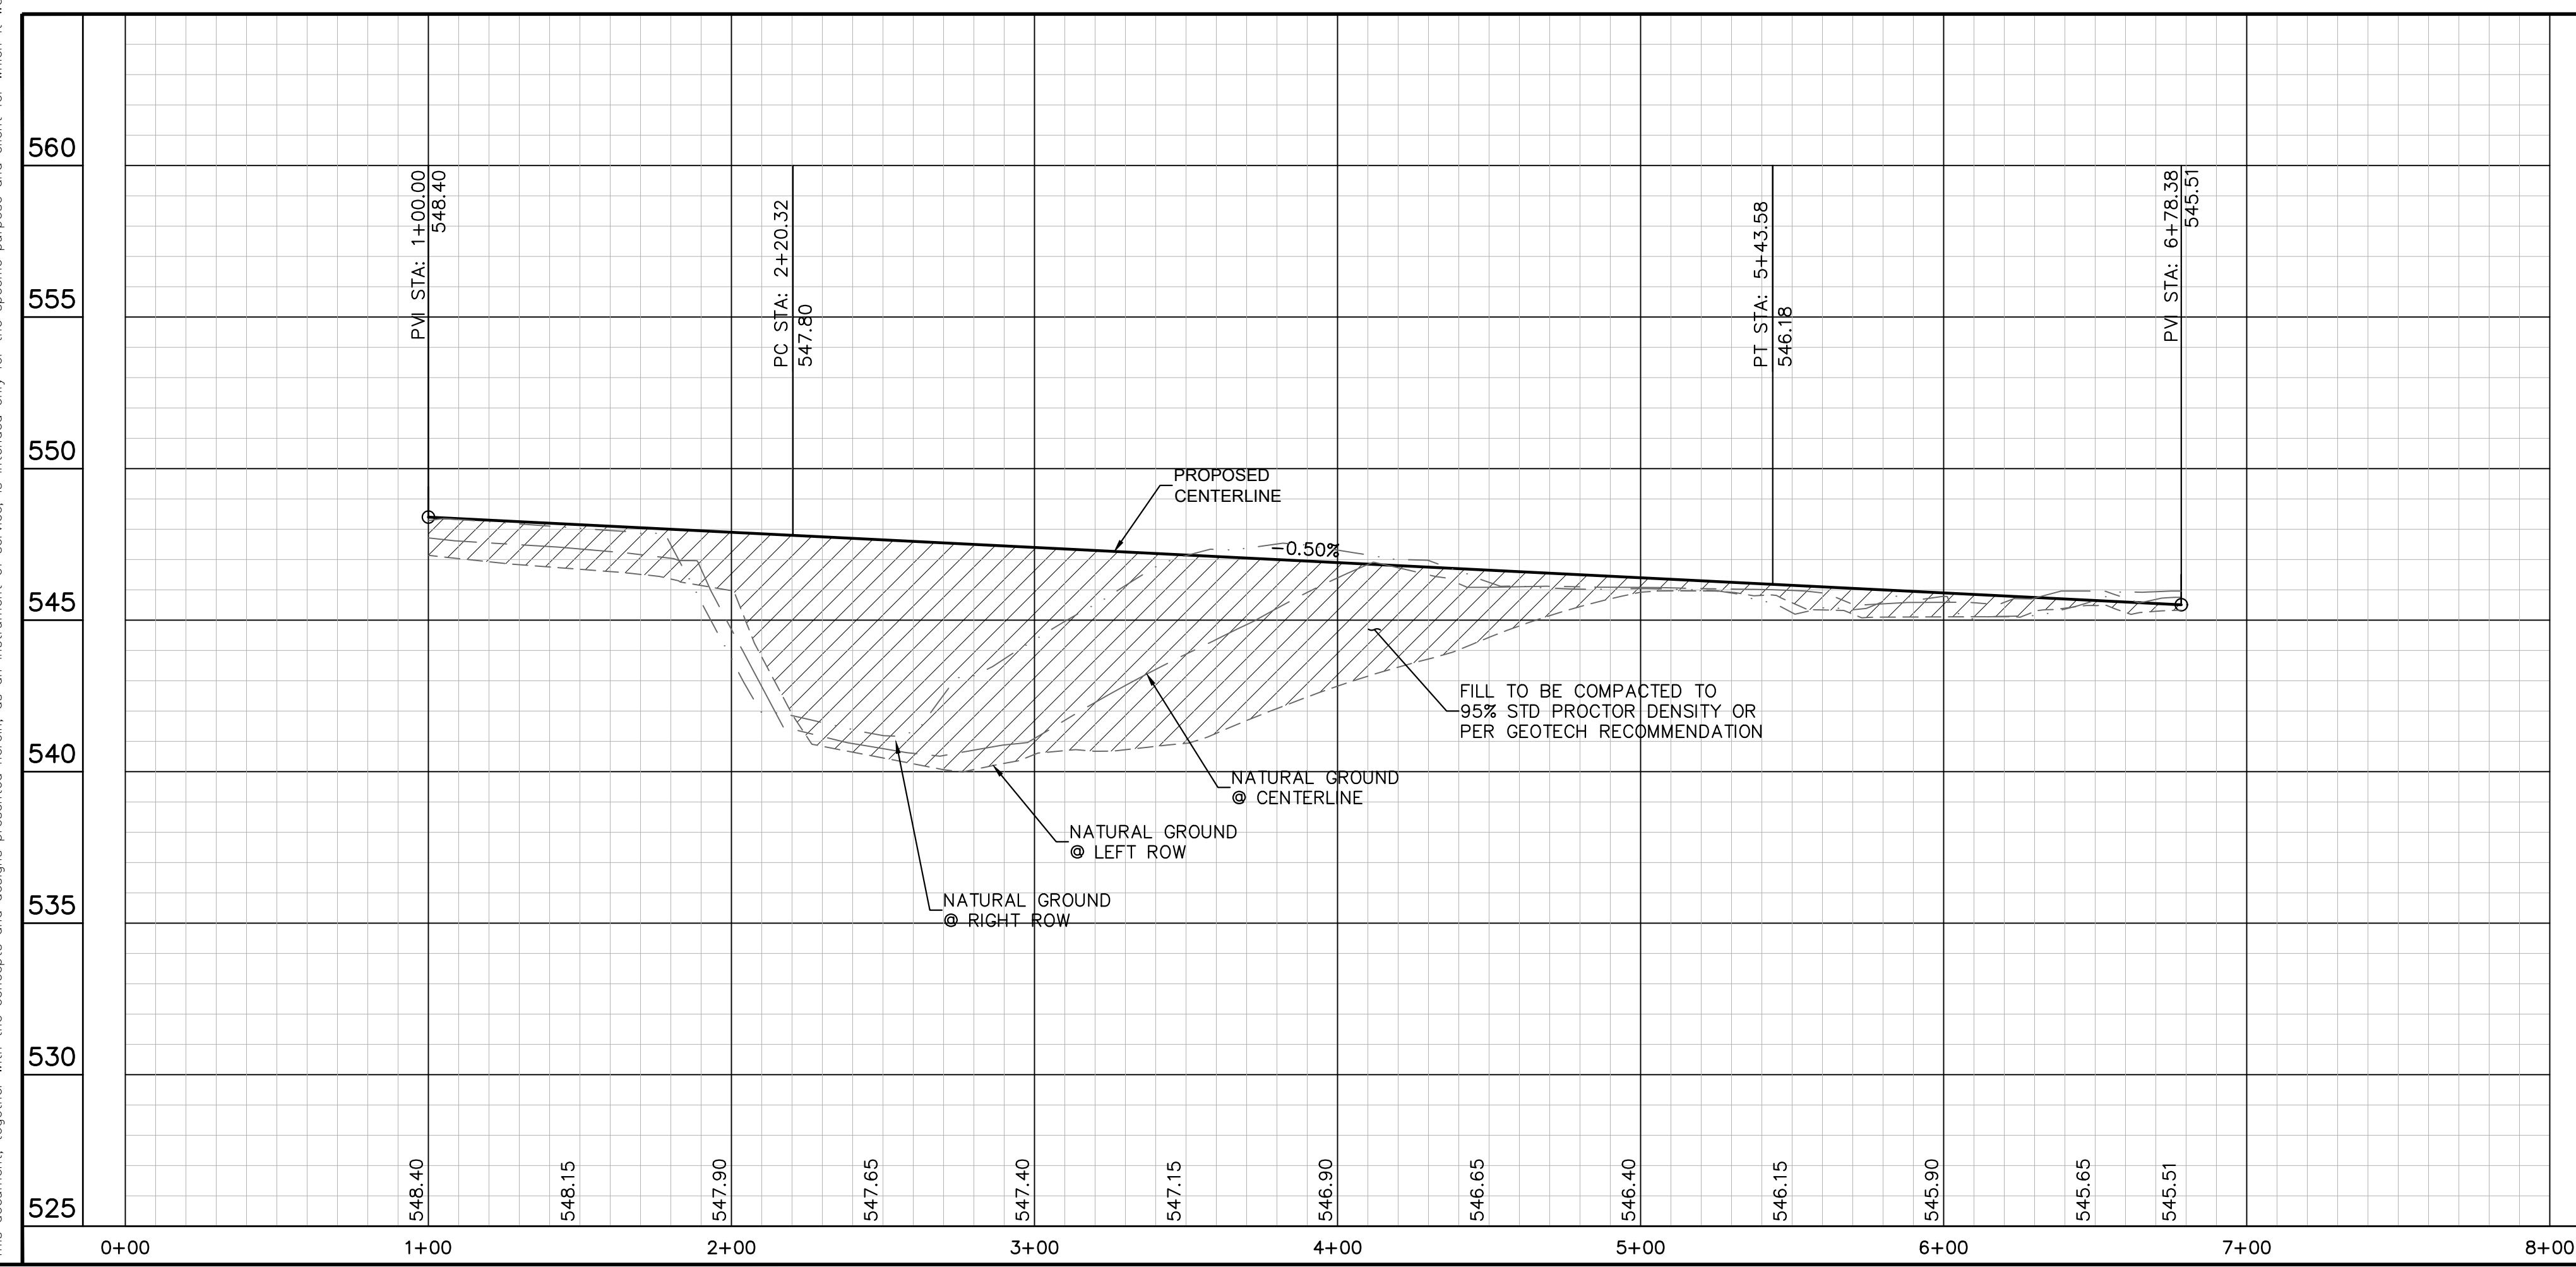 560
555
550
545
540
535
530
525
PVI STA: 1+00.00
548.40
PC STA: 2+20.32
547.80
PT STA: 5+43.58
546.18
PVI STA: 6+78.38
545.51
PROPOSED
CENTERLINE
-0.50%
FILL TO BE COMPACTED TO
95% STD PROCTOR DENSITY OR
PER GEOTECH RECOMMENDATION
NATURAL GROUND
@ CENTERLINE
NATURAL GROUND
@ LEFT ROW
NATURAL GROUND
@ RIGHT ROW
548.40
548.15
547.90
547.65
547.40
547.15
546.90
546.65
546.40
546.15
545.90
545.65
545.51
0+00
1+00
2+00
3+00
4+00
5+00
6+00
7+00
8+00